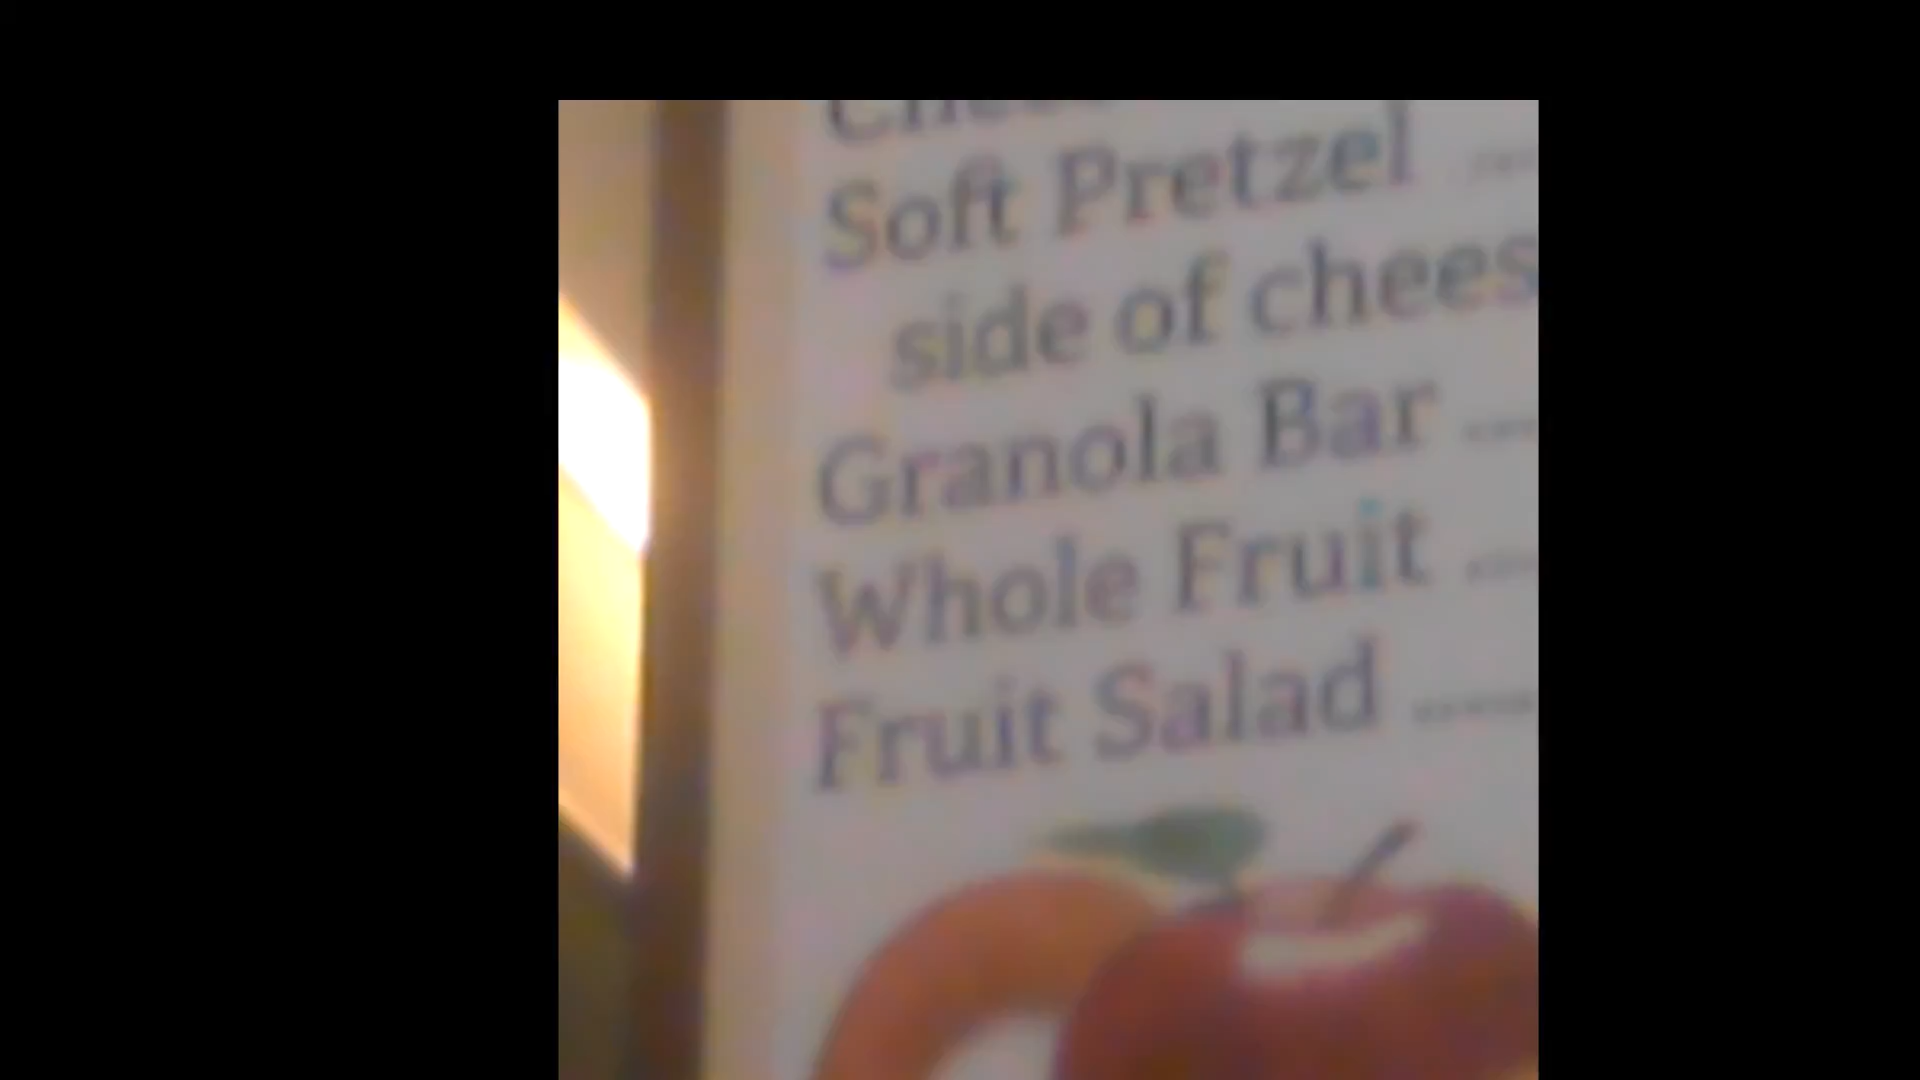 Soft Pretzel
side of chees
Granola Bar ....
Whole Fruit ....
Fruit Salad ......